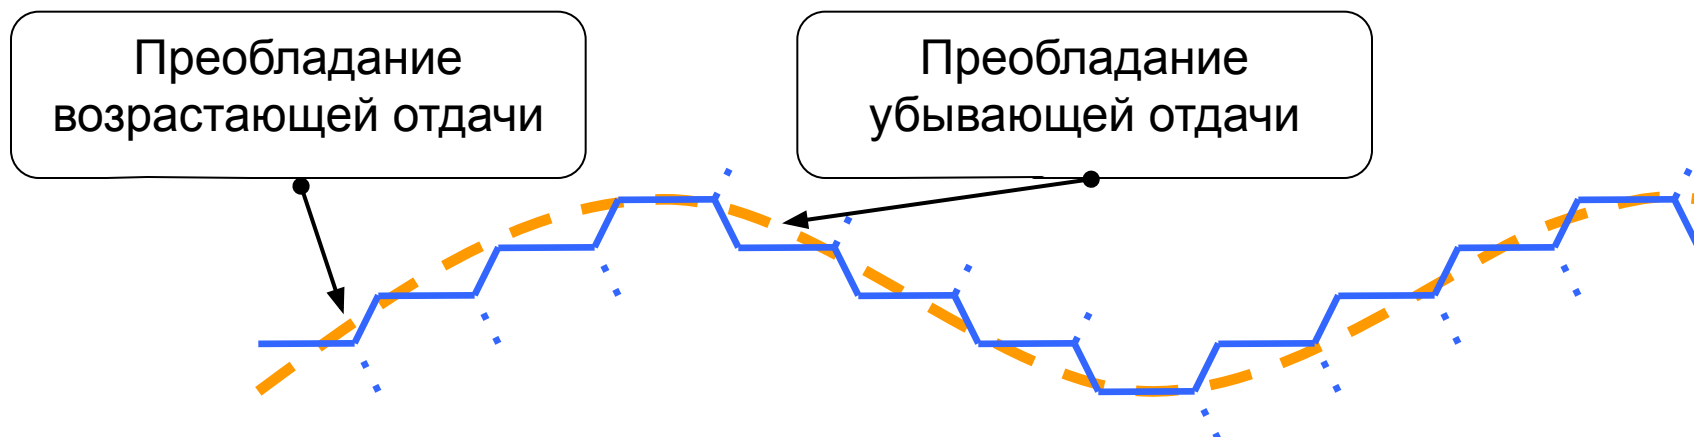 Преобладание
возрастающей отдачи
Преобладание
убывающей отдачи